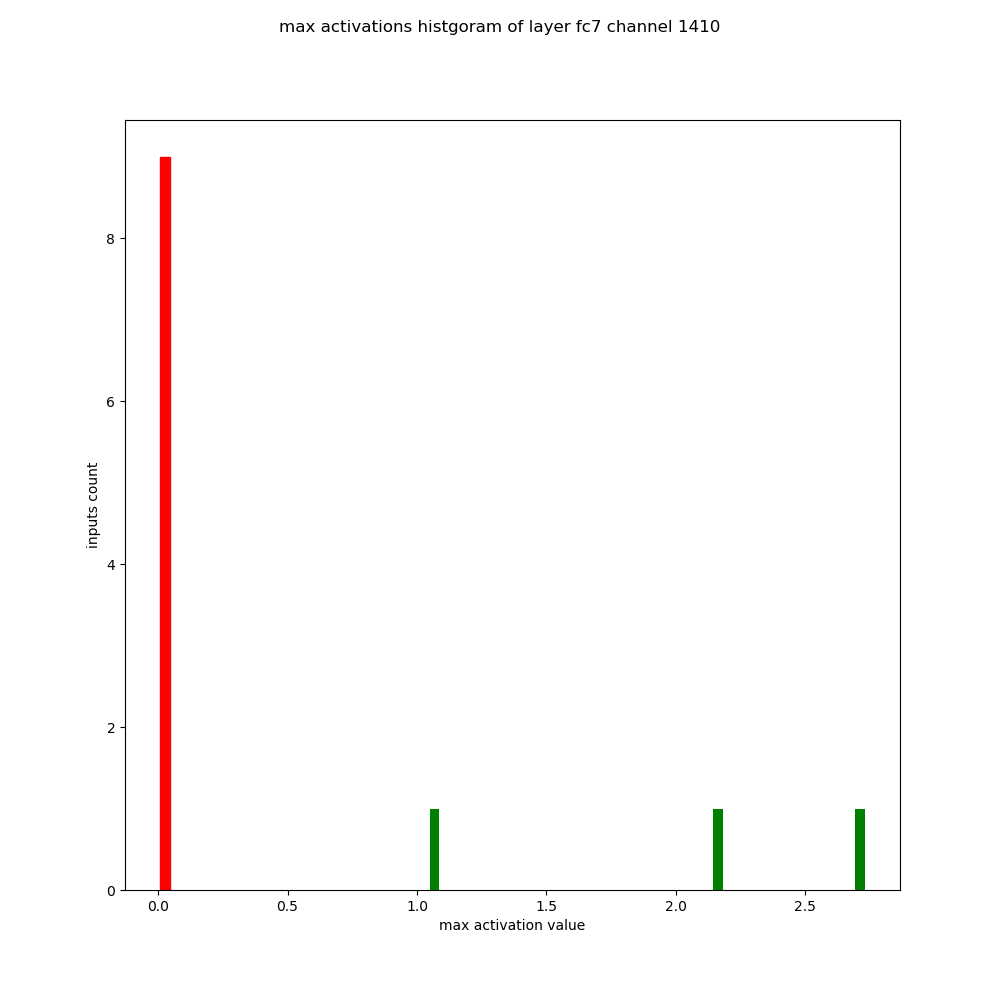 max activations histgoram of layer fc7 channel 1410
8
6
4
2
0
inputs count
0.0 0.5 1.0 1.5 2.0 2.5
max activation value